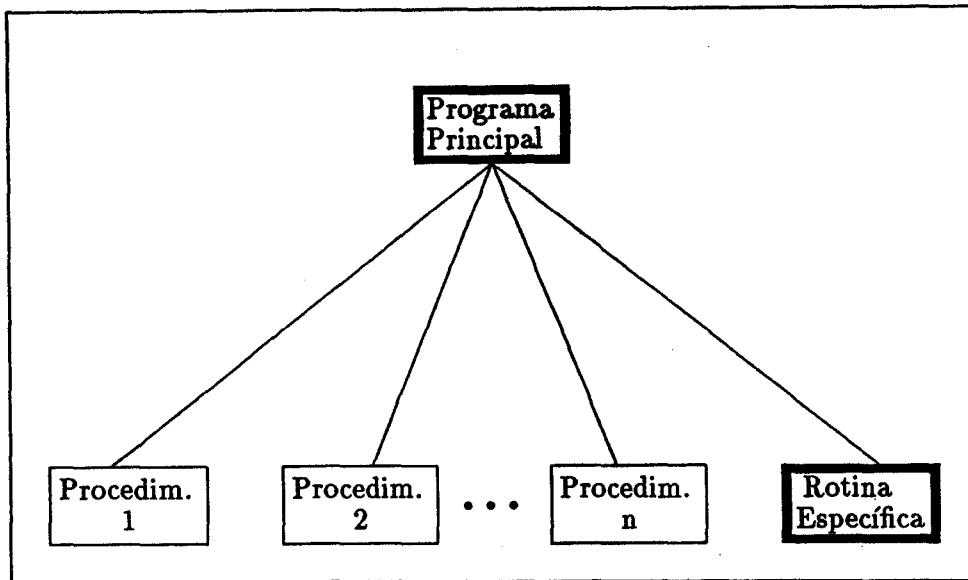 Programa
Principal
Procedim.
1
Procedim.
2
• • •
Procedim.
n
Rotina
Específica